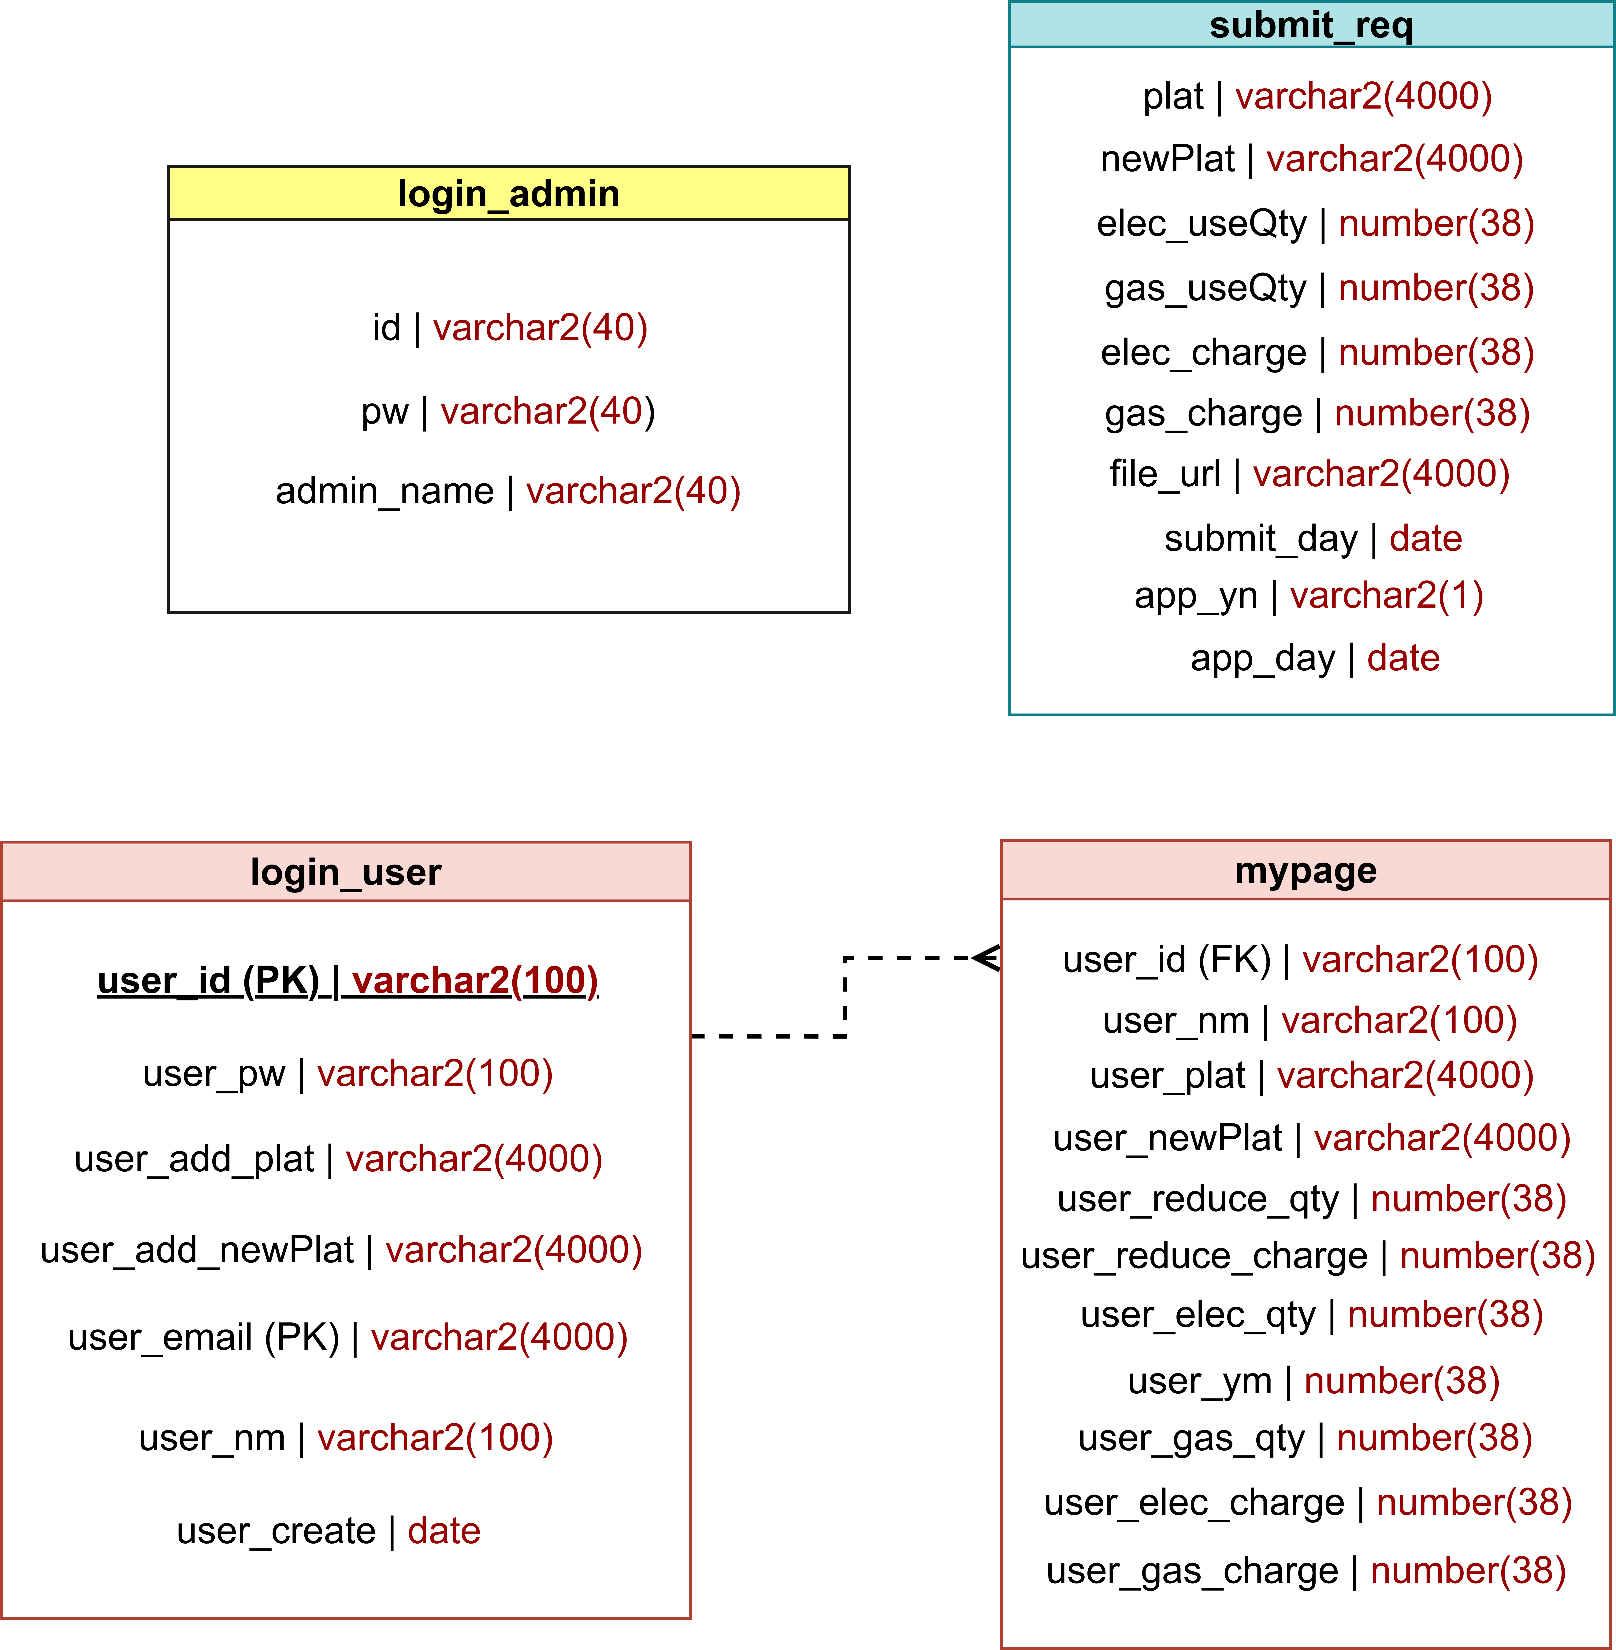 submit_req
plat | varchar2(4000)
newPlat | varchar2(4000)
elec_useQty | number(38)
gas_useQty | number(38)
elec_charge | number(38)
gas_charge | number(38)
file_url | varchar2(4000)
submit_day | date
app_yn | varchar2(1)
app_day | date
login_admin
id | varchar2(40)
pw | varchar2(40)
admin_name | varchar2(40)
login_user
user_id (PK) | varchar2(100)
user_pw | varchar2(100)
user_add_plat | varchar2(4000)
user_add_newPlat | varchar2(4000)
user_email (PK) | varchar2(4000)
user_nm | varchar2(100)
user_create | date
mypage
user_id (FK) | varchar2(100)
user_nm | varchar2(100)
user_plat | varchar2(4000)
user_newPlat | varchar2(4000)
user_reduce_qty | number(38)
user_reduce_charge | number(38)
user_elec_qty | number(38)
user_ym | number(38)
user_gas_qty | number(38)
user_elec_charge | number(38)
user_gas_charge | number(38)